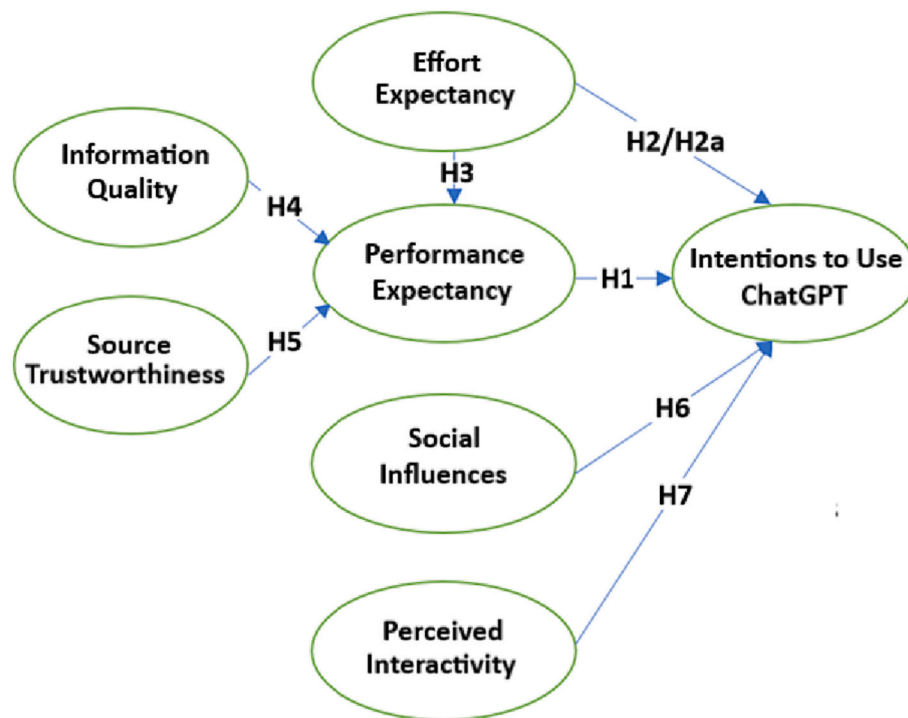 Effort
Expectancy
Information
Quality
H2/H2a
H3
H4
Performance
Expectancy
H1
Intentions to Use
ChatGPT
Source
Trustworthiness
H5
H6
Social
Influences
H7
Perceived
Interactivity